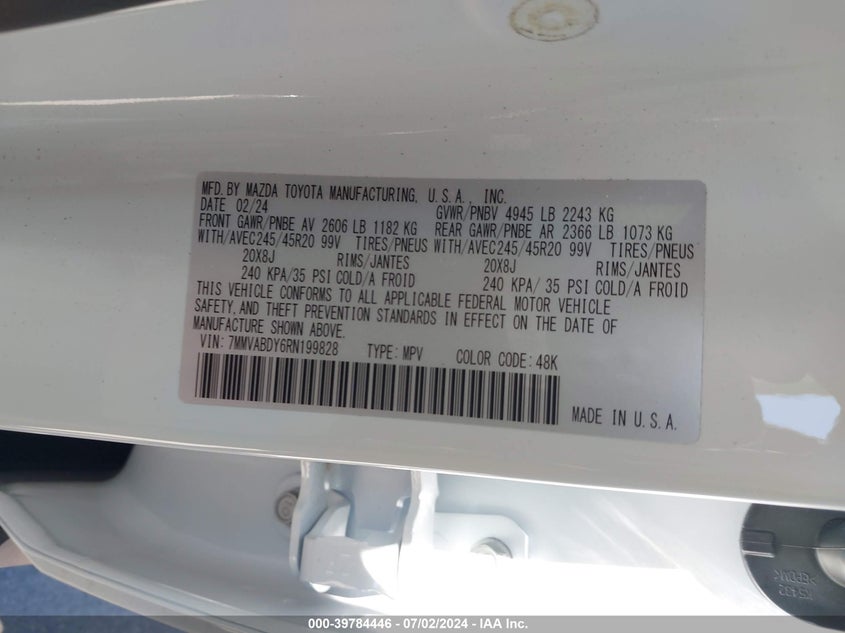 MFD. BY MAZDA TOYOTA MANUFACTURING, U.S.A., INC.
DATE 02/24 GVWR/PNBV 4945 LB 2243 KG
FRONT GAWR/PNBE AV 2606 LB 1182 KG REAR GAWR/PNBE AR 2366 LB 1073 KG
WITH/AVEC245/45R20 99V TIRES/PNEUS WITH/AVEC245/45R20 99V TIRES/PNEUS
20X8J RIMS/JANTES 20X8J RIMS/JANTES
240 KPA/35 PSI COLD/A FROID 240 KPA/ 35 PSI COLD/A FROID
THIS VEHICLE CONFORMS TO ALL APPLICABLE FEDERAL MOTOR VEHICLE
SAFETY, AND THEFT PREVENTION STANDARDS IN EFFECT ON THE DATE OF
MANUFACTURE SHOWN ABOVE.
VIN: 7MMVABDY6RN199828 TYPE: MPV COLOR CODE: 48K
MADE IN U.S.A.
000-39784446 - 07/02/2024 - IAA Inc.